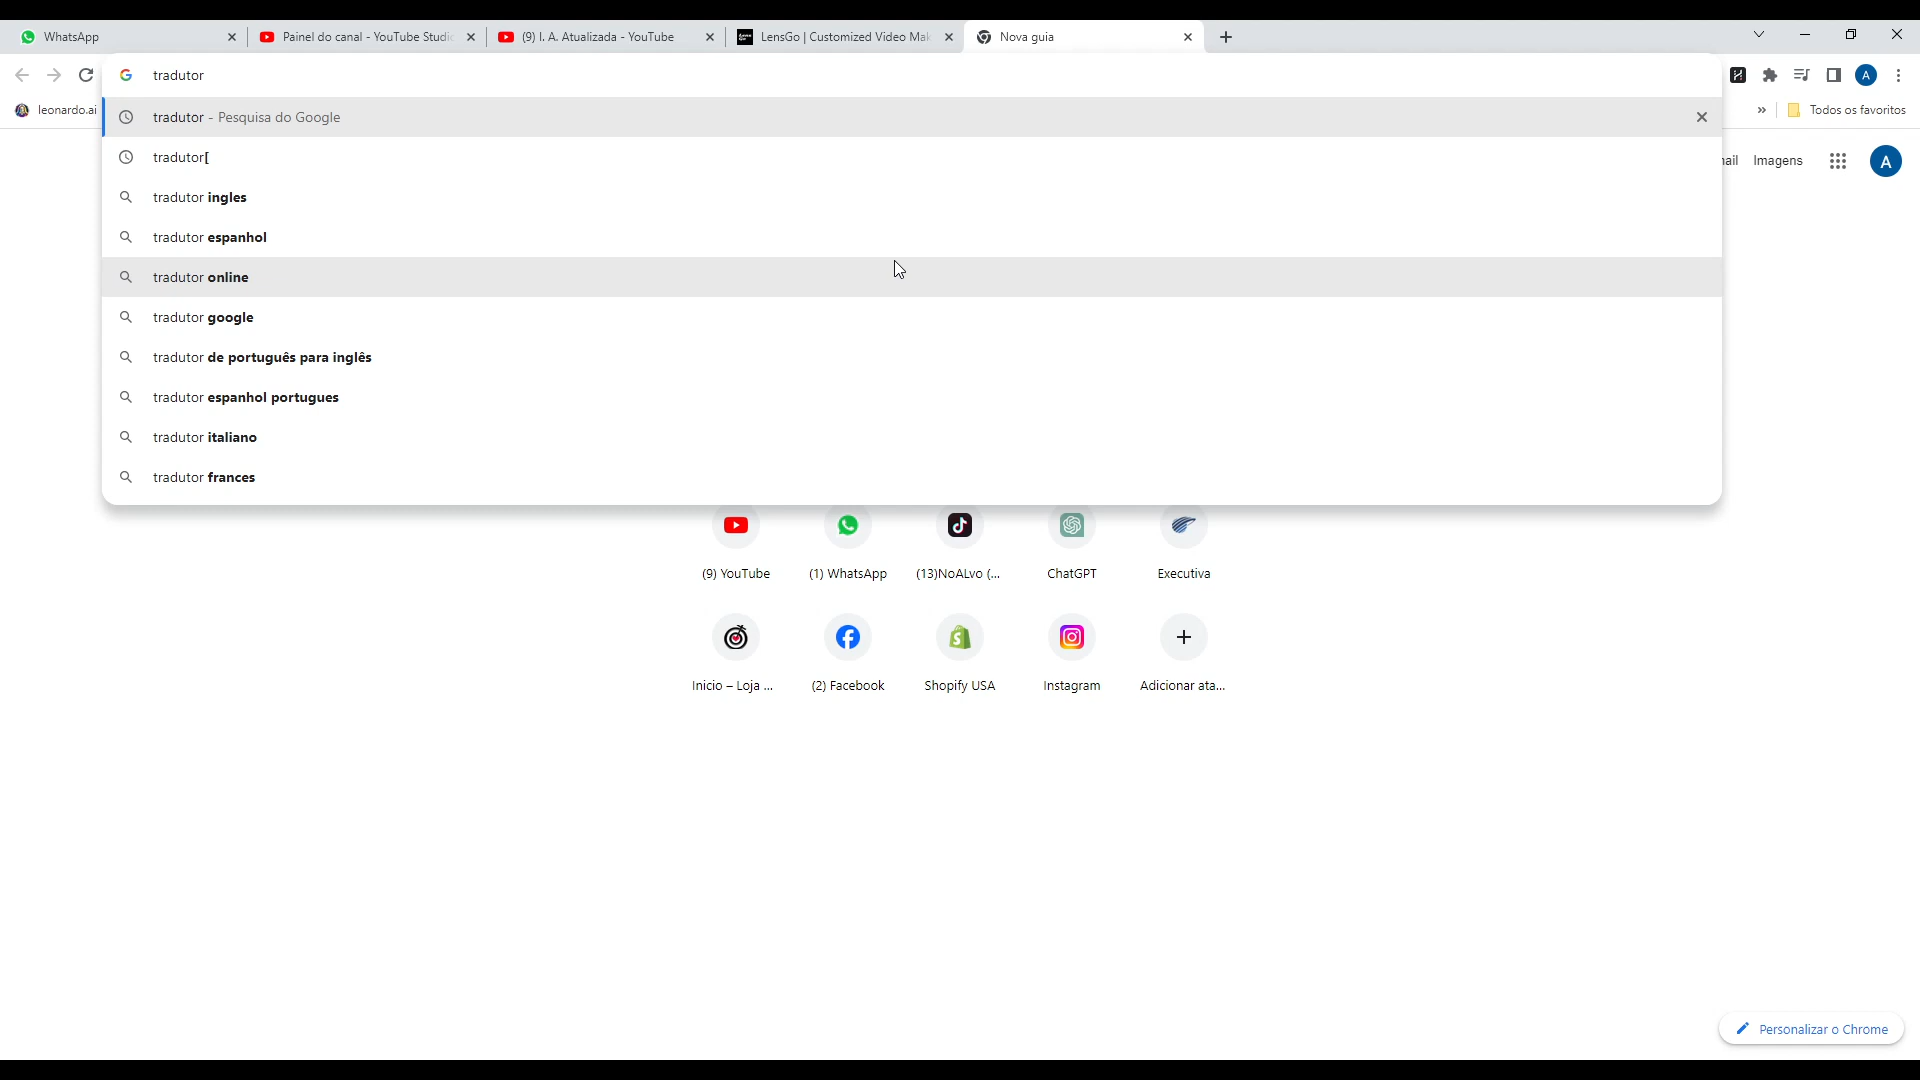 WhatsApp
Painel do canal - YouTube Studi
(9) I. A. Atualizada - YouTube
LensGo | Customized Video Mak
Nova guia
tradutor
A
leonardo.ai
tradutor - Pesquisa do Google
Todos os favoritos
tradutor[
Imagens
A
tradutor ingles
tradutor espanhol
tradutor online
tradutor google
tradutor de português para inglês
tradutor espanhol portugues
tradutor italiano
tradutor frances
(9) YouTube
(1) WhatsApp
(13)NoALvo (...
ChatGPT
Executiva
Inicio – Loja ...
(2) Facebook
Shopify USA
Instagram
Adicionar ata...
Personalizar o Chrome